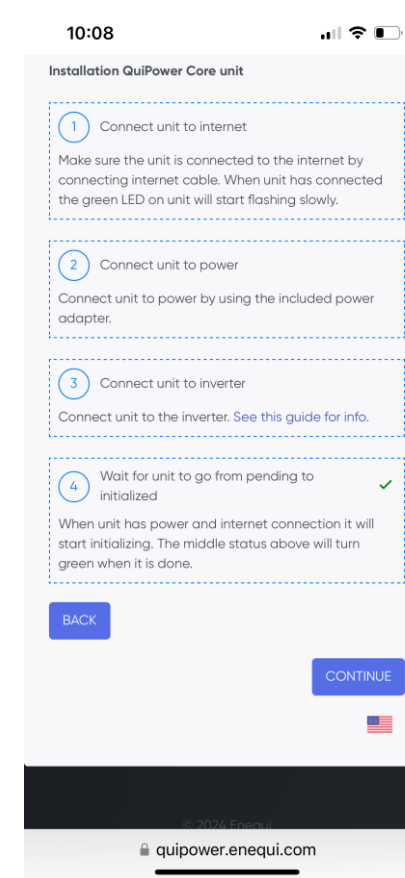 10:08
Installation QuiPower Core unit
1 Connect unit to internet
Make sure the unit is connected to the internet by
connecting internet cable. When unit has connected
the green LED on unit will start flashing slowly.
2 Connect unit to power
Connect unit to power by using the included power
adapter.
3 Connect unit to inverter
Connect unit to the inverter. See this guide for info.
4 Wait for unit to go from pending to
initialized
When unit has power and internet connection it will
start initializing. The middle status above will turn
green when it is done.
BACK
CONTINUE
© 2024 Enequi
quipower.enequi.com